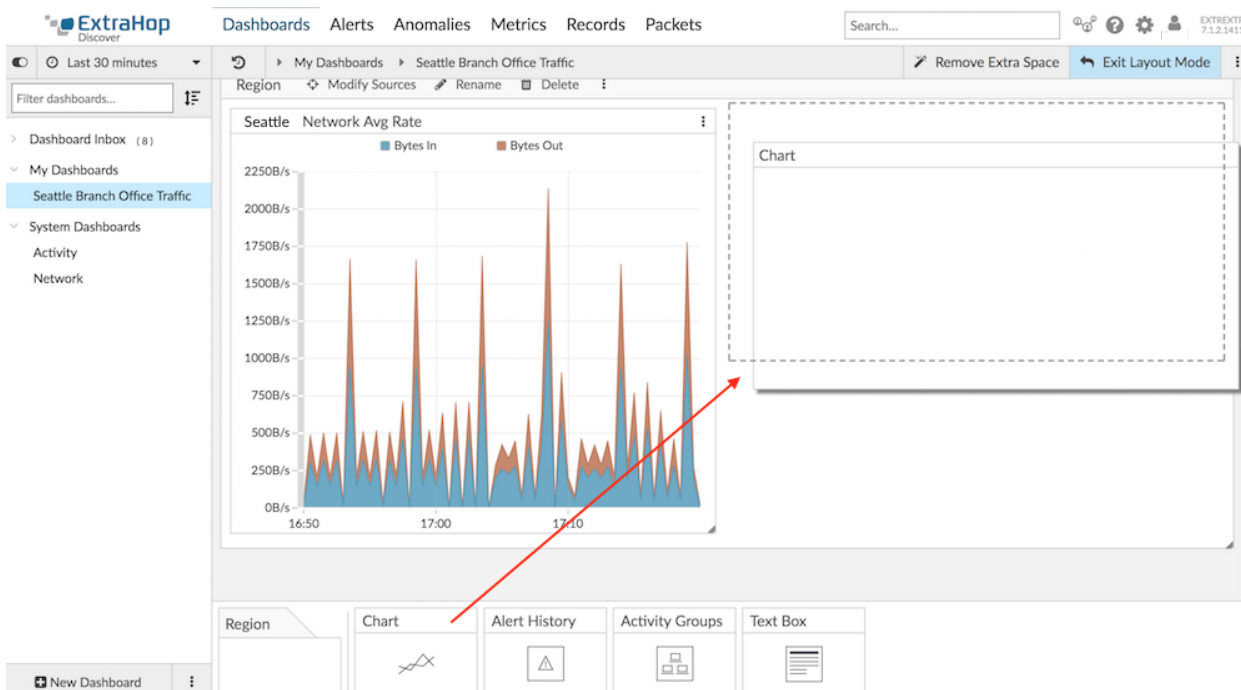 ExtraHop
Discover
Dashboards Alerts Anomalies Metrics Records Packets
Search...
Last 30 minutes
My Dashboards Seattle Branch Office Traffic
Remove Extra Space
Exit Layout Mode
Filter dashboards...
Region Modify Sources Rename Delete
Dashboard Inbox (8)
My Dashboards
Seattle Branch Office Traffic
System Dashboards
Activity
Network
Seattle Network Avg Rate
Bytes In Bytes Out
2250B/s
2000B/s
1750B/s
1500B/s
1250B/s
1000B/s
750B/s
500B/s
250B/s
0B/s
16:50 17:00 17:10
Chart
Region
Chart
Alert History
Activity Groups
Text Box
New Dashboard